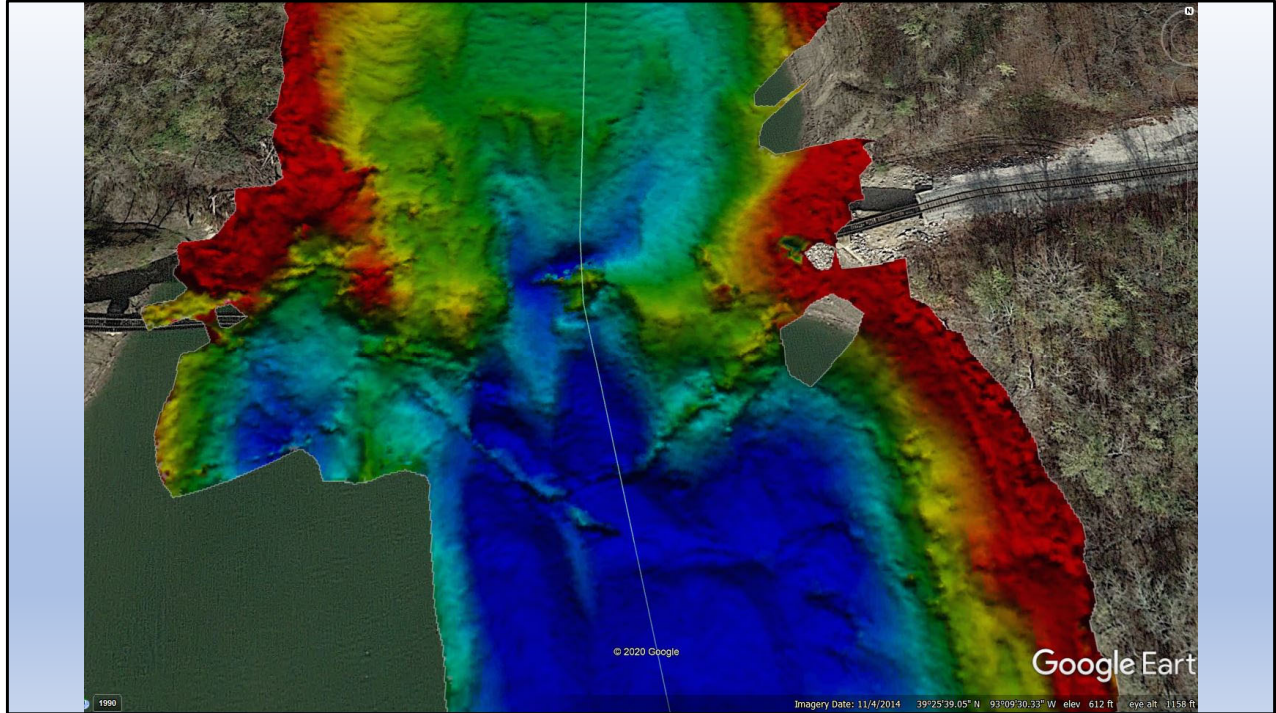 N
© 2020 Google
Google Eart
1990
Imagery Date: 11/4/2014 39°25'39.05" N 93°09'30.33" W elev 612 ft eye alt 1158 ft